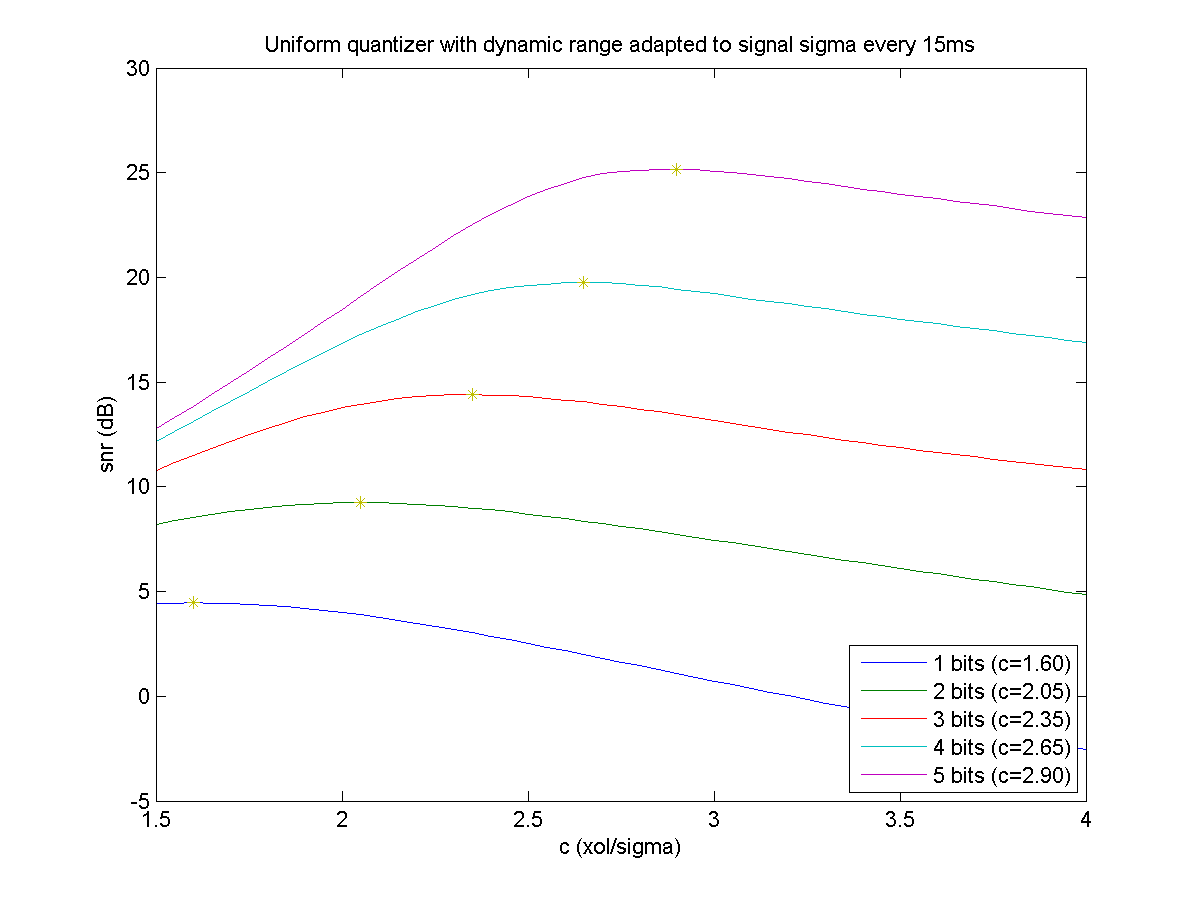 Uniform quantizer with dynamic range adapted to signal sigma every 15ms
30
25
20
15
10
5
0
-5
snr (dB)
1.5 2 2.5 3 3.5 4
c (xol/sigma)
1 bits (c=1.60)
2 bits (c=2.05)
3 bits (c=2.35)
4 bits (c=2.65)
5 bits (c=2.90)